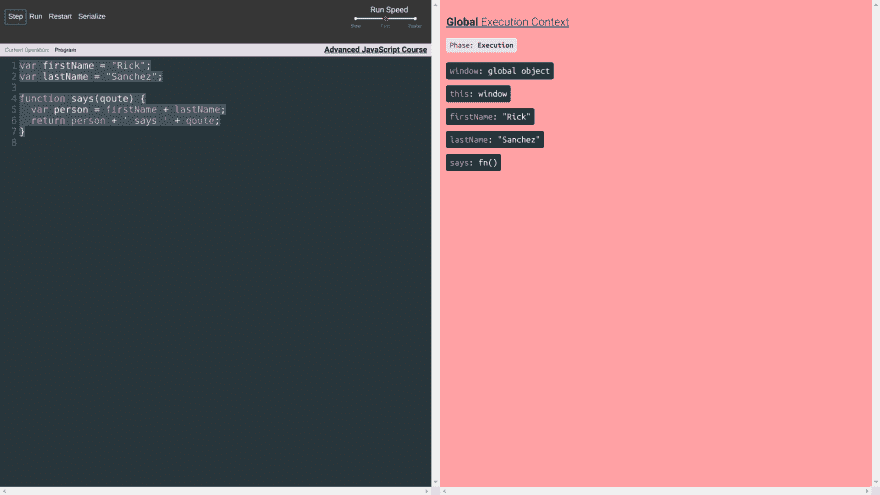 Step Run Restart Serialize
Run Speed
Slow Fast Faster
Current Operation: Program
Advanced JavaScript Course
1 var firstName = "Rick";
2 var lastName = "Sanchez";
3
4 function says(qoute) {
5 var person = firstName + lastName;
6 return person + ' says ' + qoute;
7 }
8
Global Execution Context
Phase: Execution
window: global object
this: window
firstName: "Rick"
lastName: "Sanchez"
says: fn()